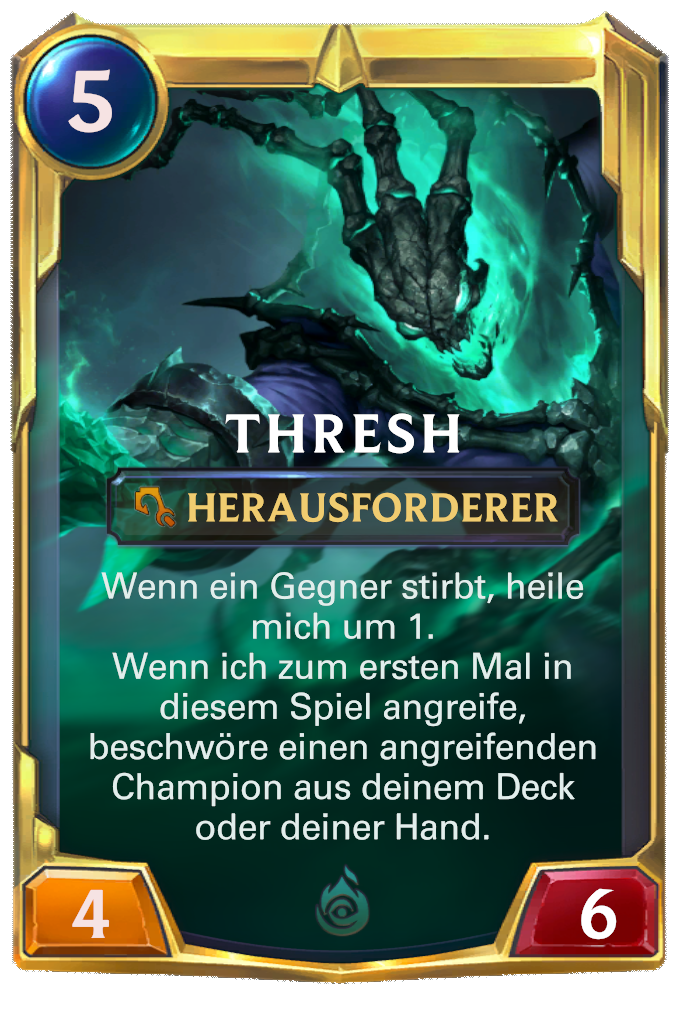 5
THRESH
HERAUSFORDERER
Wenn ein Gegner stirbt, heile
mich um 1.
Wenn ich zum ersten Mal in
diesem Spiel angreife,
beschwöre einen angreifenden
Champion aus deinem Deck
oder deiner Hand.
4
6